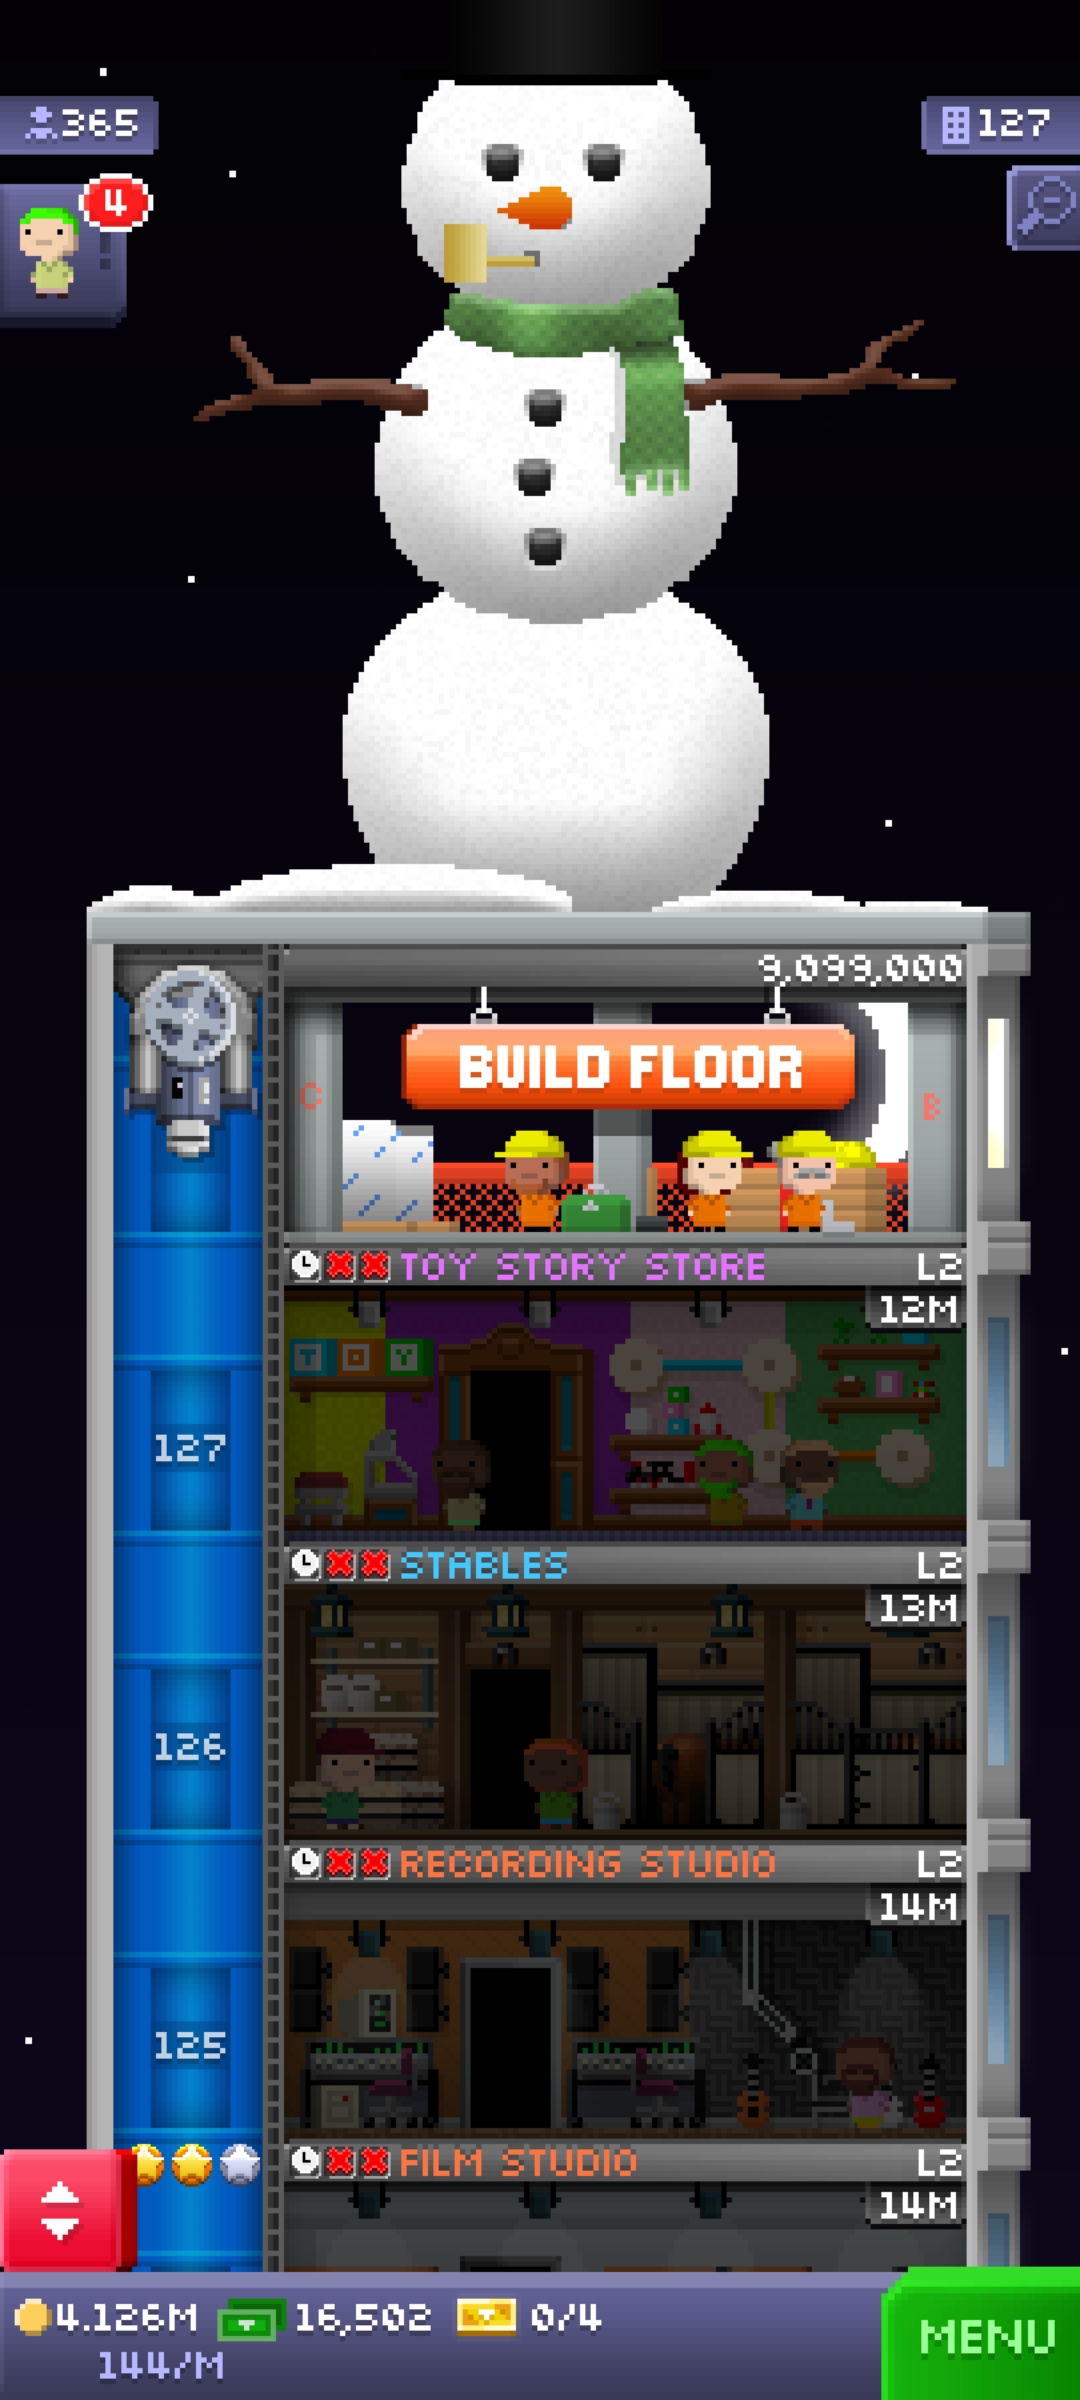 365
127
4
9,099,000
BUILD FLOOR
C
B
TOY STORY STORE L2
12M
T O Y
127
STABLES L2
13M
126
RECORDING STUDIO L2
14M
125
FILM STUDIO L2
14M
4.126M 16,502 0/4
144/M
MENU